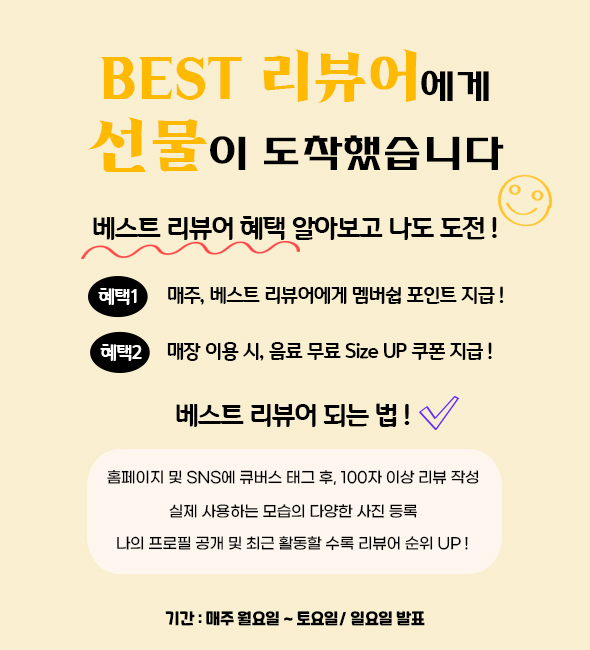 BEST 리뷰어에게
선물이 도착했습니다
베스트 리뷰어 혜택 알아보고 나도 도전 !
혜택1 매주, 베스트 리뷰어에게 멤버쉽 포인트 지급 !
혜택2 매장 이용 시, 음료 무료 Size UP 쿠폰 지급 !
베스트 리뷰어 되는 법 !
홈페이지 및 SNS에 큐버스 태그 후, 100자 이상 리뷰 작성
실제 사용하는 모습의 다양한 사진 등록
나의 프로필 공개 및 최근 활동할 수록 리뷰어 순위 UP !
기간 : 매주 월요일 ~ 토요일/ 일요일 발표